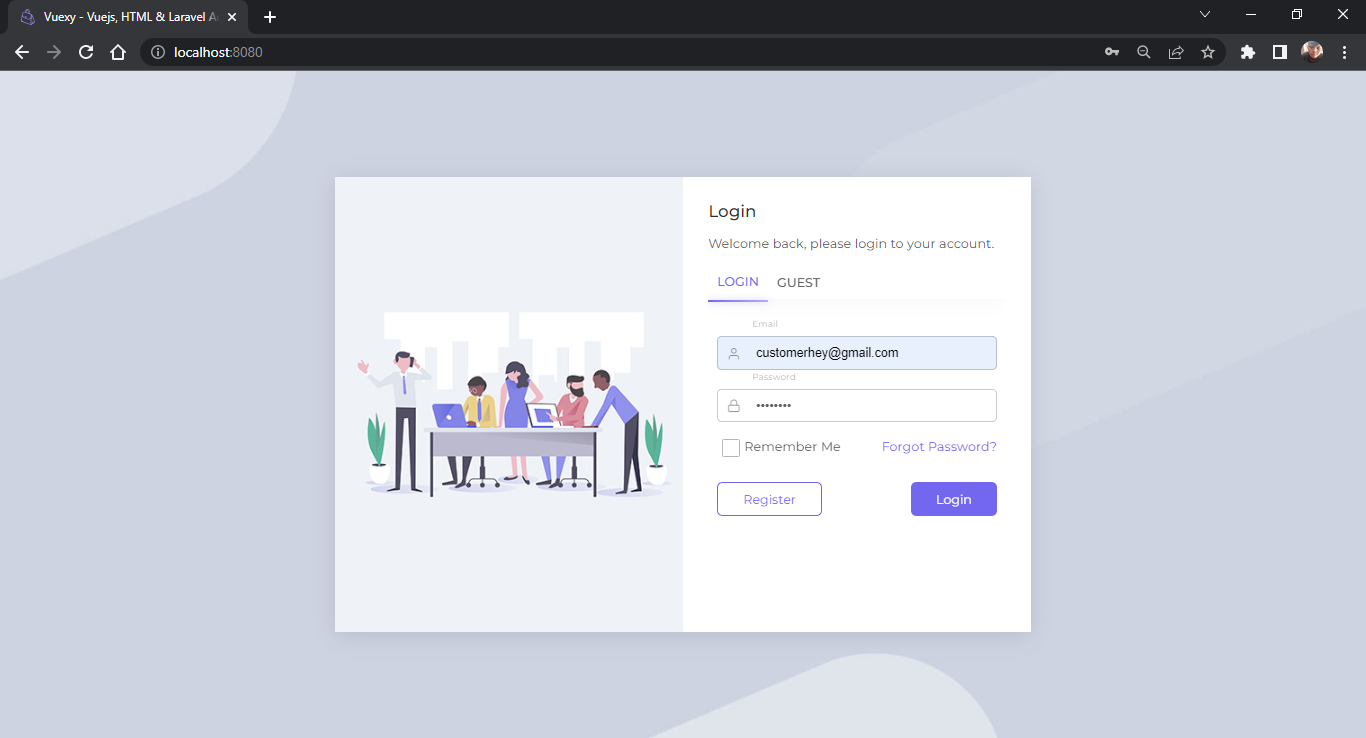 Vuexy - Vuejs, HTML & Laravel A
localhost:8080
Login
Welcome back, please login to your account.
LOGIN GUEST
Email
customerhey@gmail.com
Password
••••••••
Remember Me Forgot Password?
Register Login